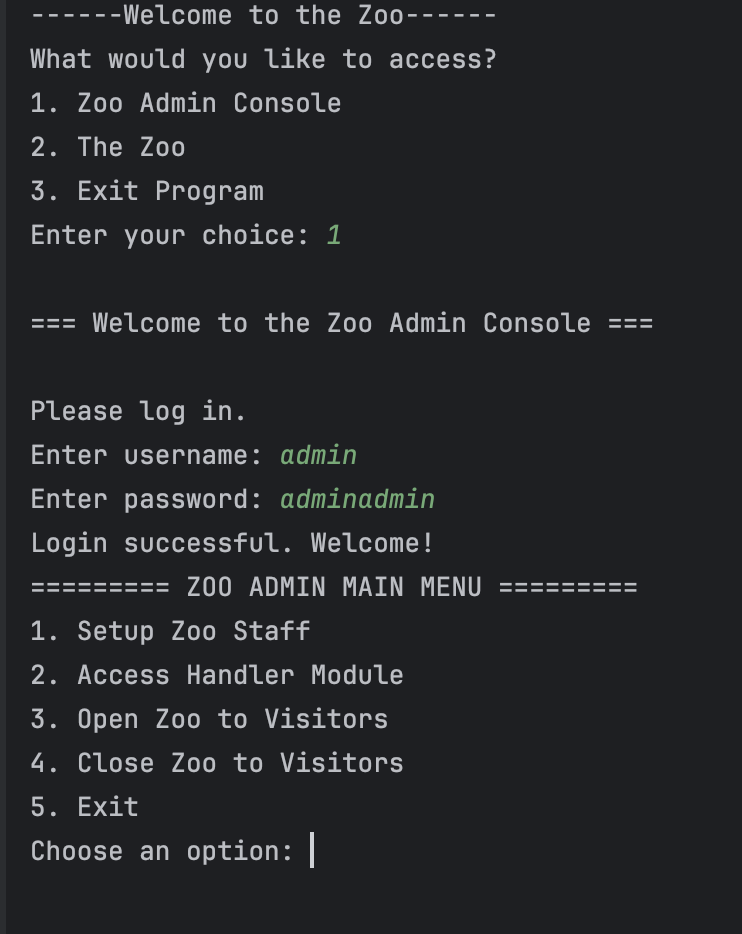 ------Welcome to the Zoo------
What would you like to access?
1. Zoo Admin Console
2. The Zoo
3. Exit Program
Enter your choice: 1
=== Welcome to the Zoo Admin Console ===
Please log in.
Enter username: admin
Enter password: adminadmin
Login successful. Welcome!
========= ZOO ADMIN MAIN MENU =========
1. Setup Zoo Staff
2. Access Handler Module
3. Open Zoo to Visitors
4. Close Zoo to Visitors
5. Exit
Choose an option: